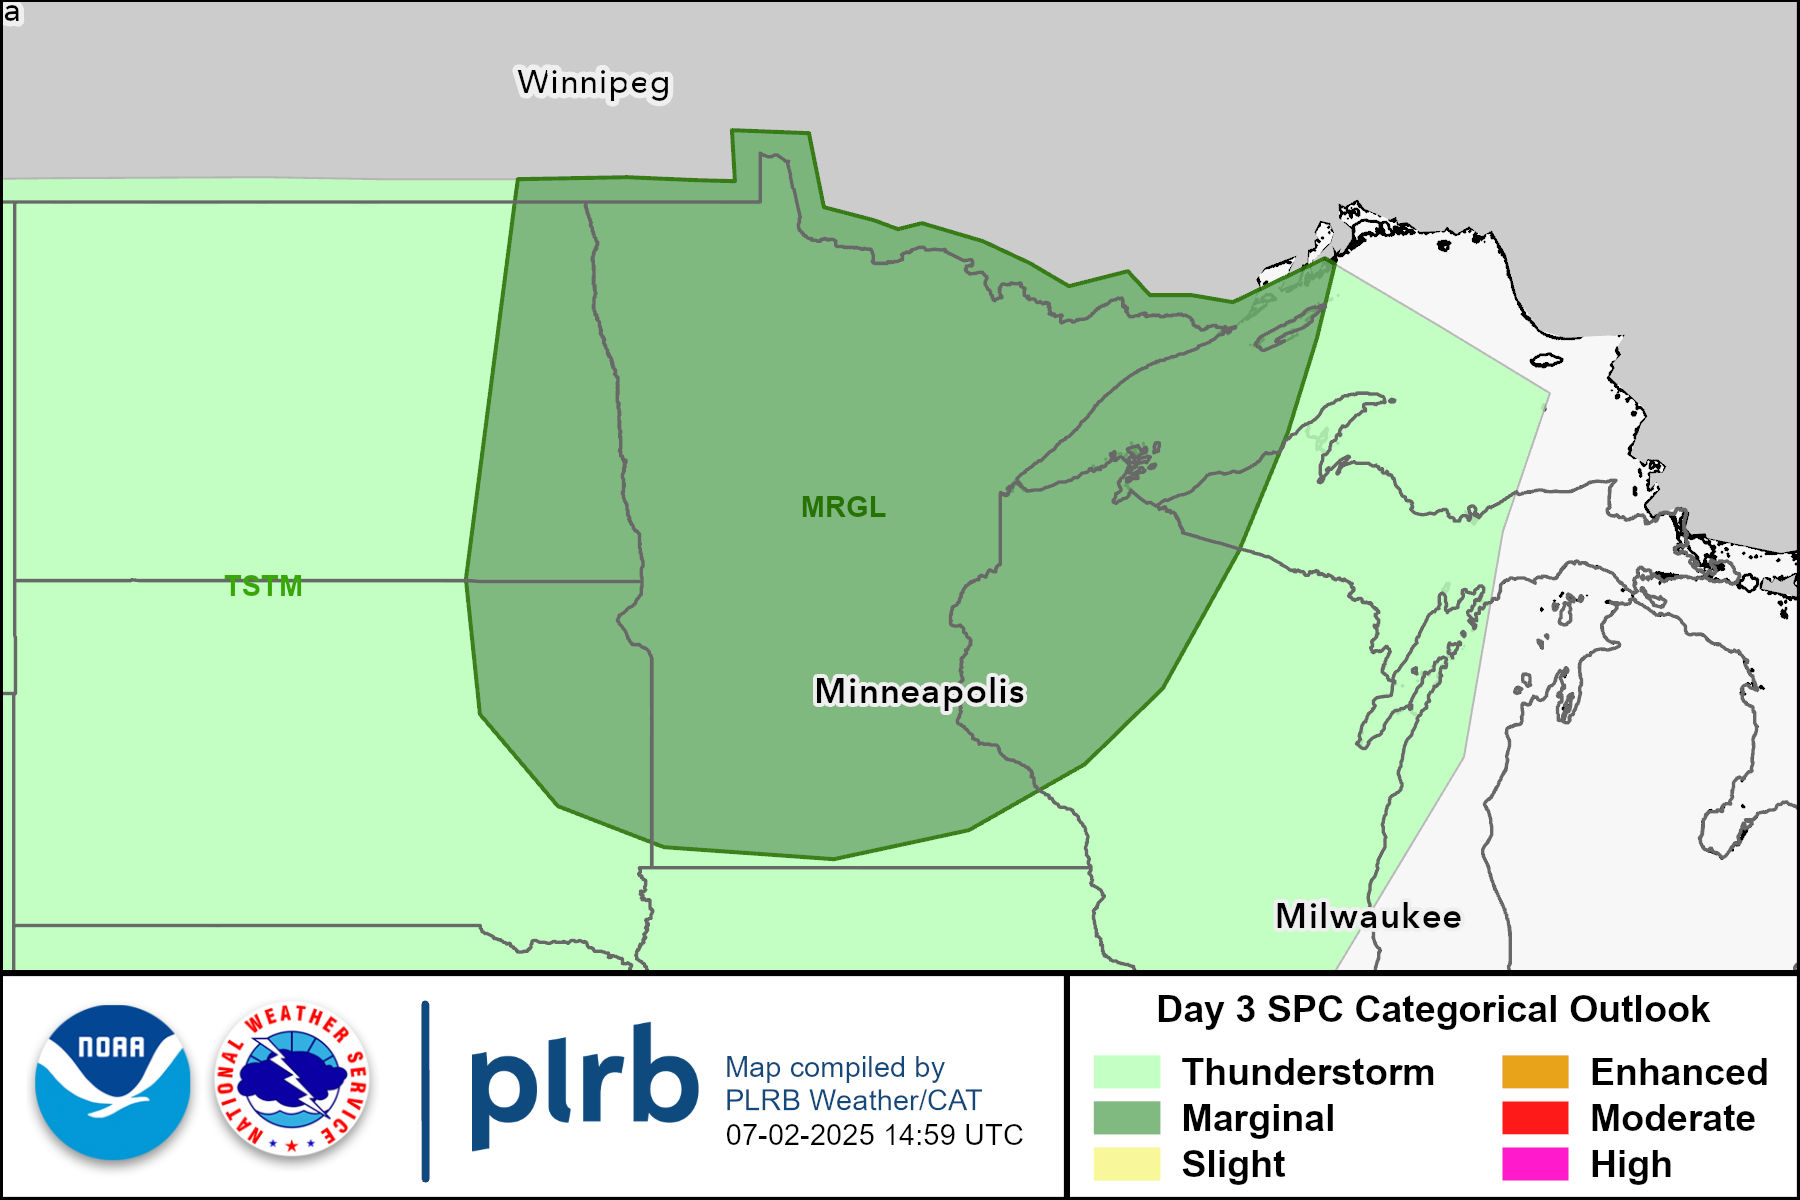 a
Winnipeg
MRGL
TSTM
Minneapolis
Milwaukee
NOAA
NATIONAL WEATHER SERVICE
plrb
Map compiled by
PLRB Weather/CAT
07-02-2025 14:59 UTC
Day 3 SPC Categorical Outlook
Thunderstorm
Enhanced
Marginal
Moderate
Slight
High